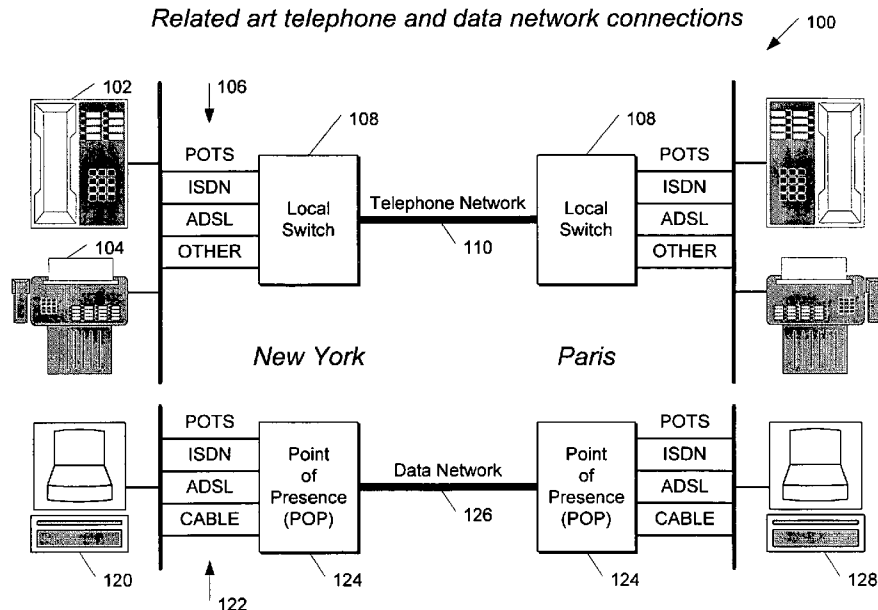 Related art telephone and data network connections
100
102
106
108
108
POTS
ISDN
ADSL
OTHER
Local
Switch
Telephone Network
110
Local
Switch
POTS
ISDN
ADSL
OTHER
104
New York
Paris
POTS
ISDN
ADSL
CABLE
Point
of
Presence
(POP)
Data Network
126
Point
of
Presence
(POP)
POTS
ISDN
ADSL
CABLE
120
122
124
124
128